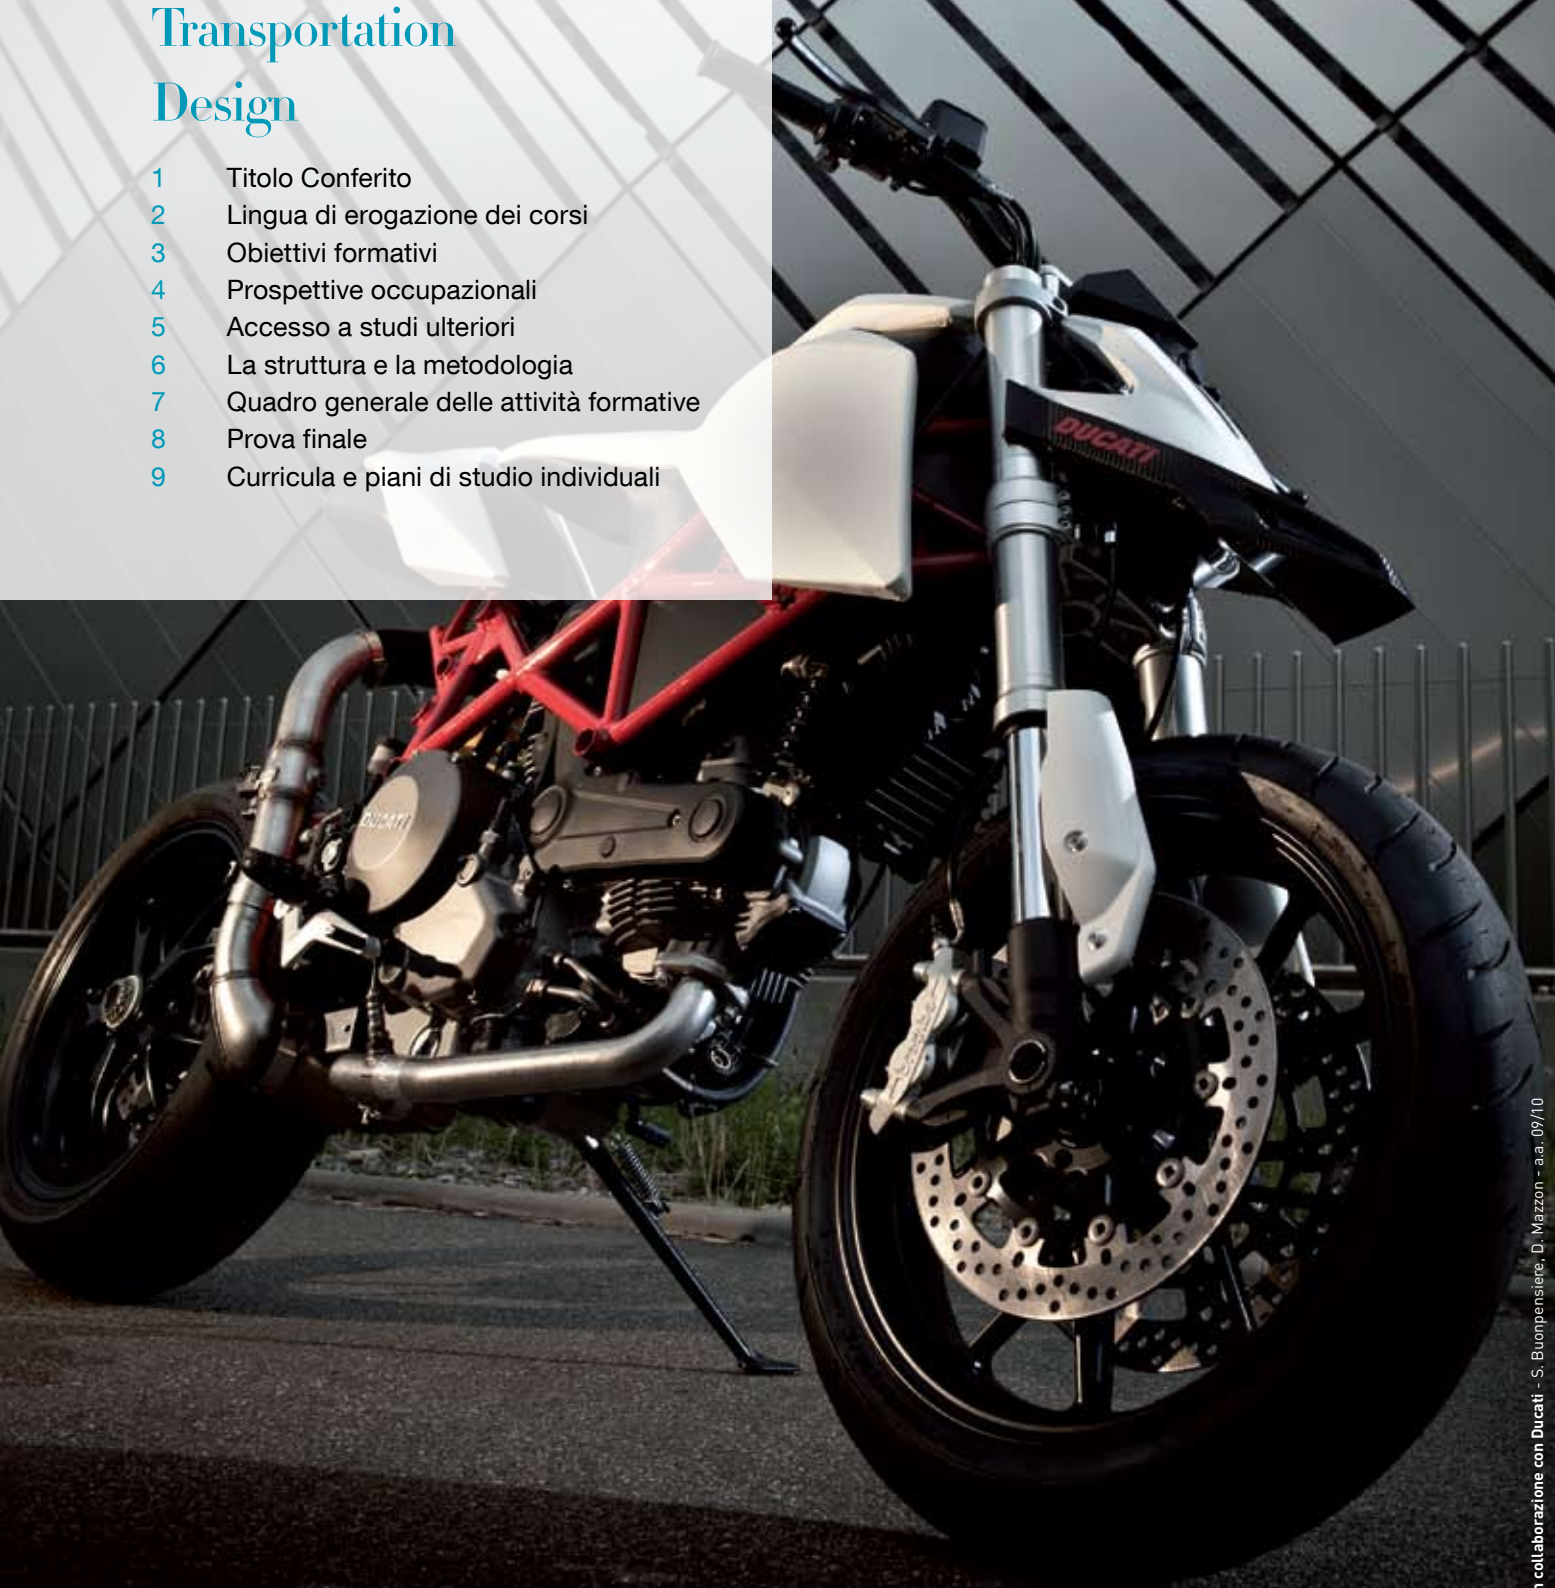 Transportation
Design
1 Titolo Conferito
2 Lingua di erogazione dei corsi
3 Obiettivi formativi
4 Prospettive occupazionali
5 Accesso a studi ulteriori
6 La struttura e la metodologia
7 Quadro generale delle attività formative
8 Prova finale
9 Curricula e piani di studio individuali
DUCATI
DUCATI
collaborazione con Ducati - S. Buonpensiere, D. Mazzon - a.a. 09/10